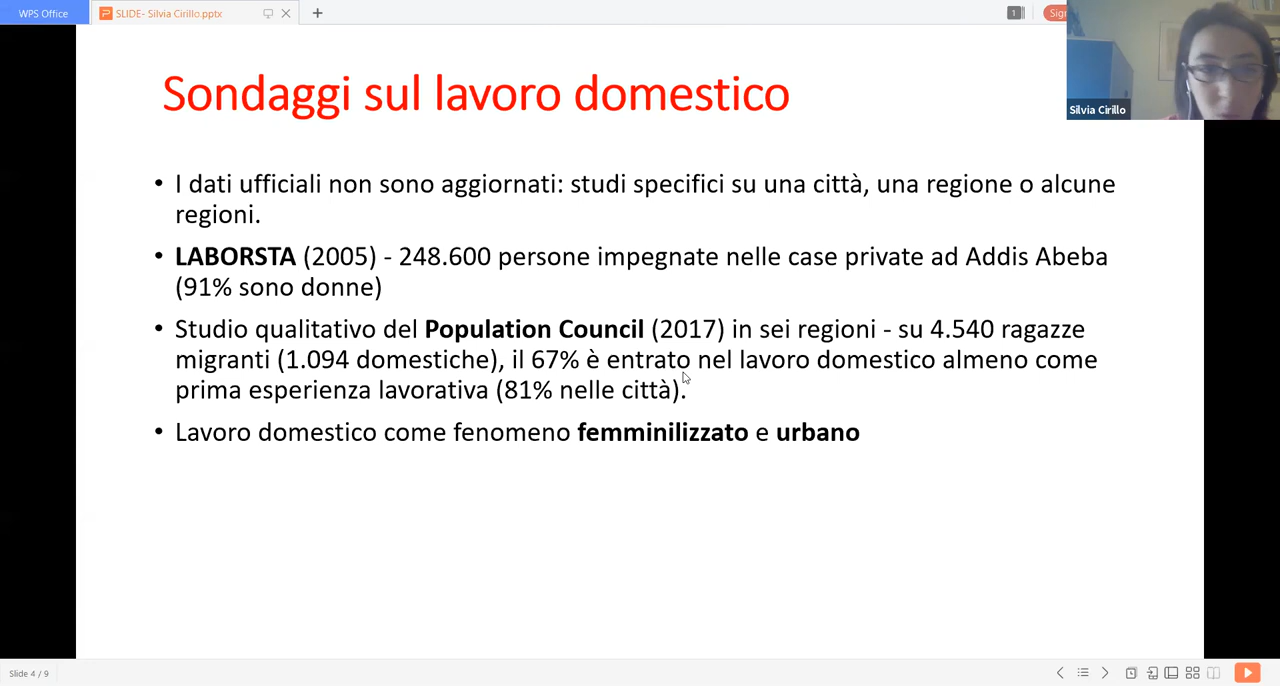 WPS Office
SLIDE- Silvia Cirillo.pptx
1
Sig
Silvia Cirillo
Sondaggi sul lavoro domestico
• I dati ufficiali non sono aggiornati: studi specifici su una città, una regione o alcune
regioni.
• LABORSTA (2005) - 248.600 persone impegnate nelle case private ad Addis Abeba
(91% sono donne)
• Studio qualitativo del Population Council (2017) in sei regioni - su 4.540 ragazze
migranti (1.094 domestiche), il 67% è entrato nel lavoro domestico almeno come
prima esperienza lavorativa (81% nelle città).
• Lavoro domestico come fenomeno femminilizzato e urbano
Slide 4 / 9